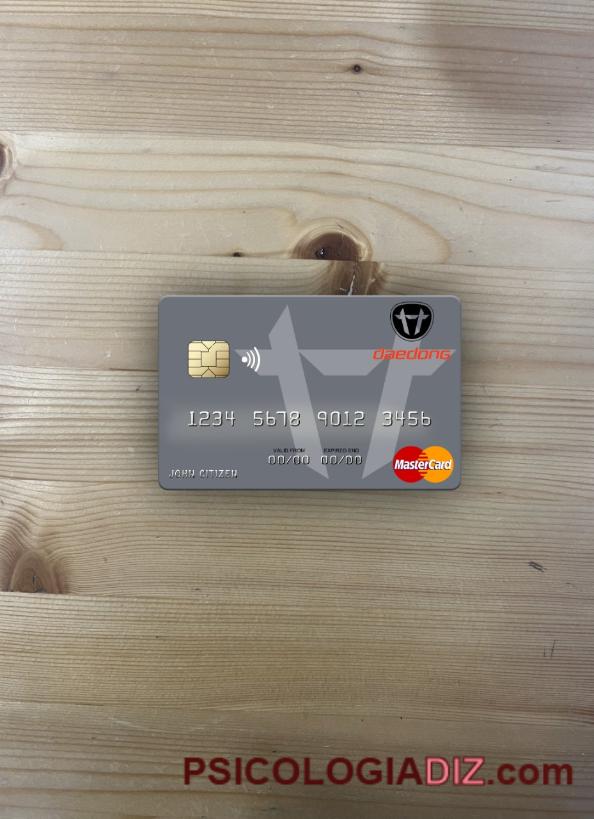 daedong
1234 5678 9012 3456
VALID FROM EXPIRES END
00/00 00/00
JOHN CITIZEN
MasterCard
PSICOLOGIADIZ.com